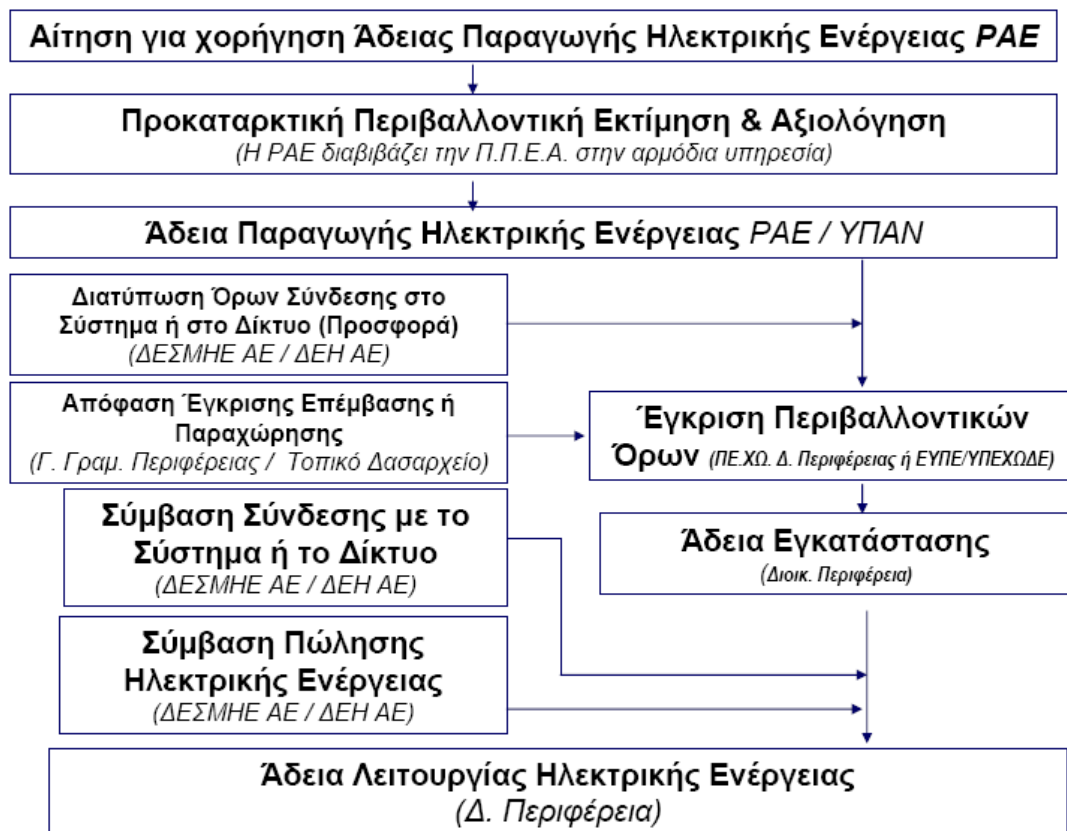 Αίτηση για χορήγηση Άδειας Παραγωγής Ηλεκτρικής Ενέργειας ΡΑΕ
Προκαταρκτική Περιβαλλοντική Εκτίμηση & Αξιολόγηση
(Η ΡΑΕ διαβιβάζει την Π.Π.Ε.Α. στην αρμόδια υπηρεσία)
Άδεια Παραγωγής Ηλεκτρικής Ενέργειας ΡΑΕ / ΥΠΑΝ
Διατύπωση Όρων Σύνδεσης στο
Σύστημα ή στο Δίκτυο (Προσφορά)
(ΔΕΣΜΗΕ ΑΕ / ΔΕΗ ΑΕ)
Απόφαση Έγκρισης Επέμβασης ή
Παραχώρησης
(Γ. Γραμ. Περιφέρειας / Τοπικό Δασαρχείο)
Έγκριση Περιβαλλοντικών
Όρων (ΠΕ.ΧΩ. Δ. Περιφέρειας ή ΕΥΠΕ/ΥΠΕΧΩΔΕ)
Σύμβαση Σύνδεσης με το
Σύστημα ή το Δίκτυο
(ΔΕΣΜΗΕ ΑΕ / ΔΕΗ ΑΕ)
Άδεια Εγκατάστασης
(Διοικ. Περιφέρεια)
Σύμβαση Πώλησης
Ηλεκτρικής Ενέργειας
(ΔΕΣΜΗΕ ΑΕ / ΔΕΗ ΑΕ)
Άδεια Λειτουργίας Ηλεκτρικής Ενέργειας
(Δ. Περιφέρεια)